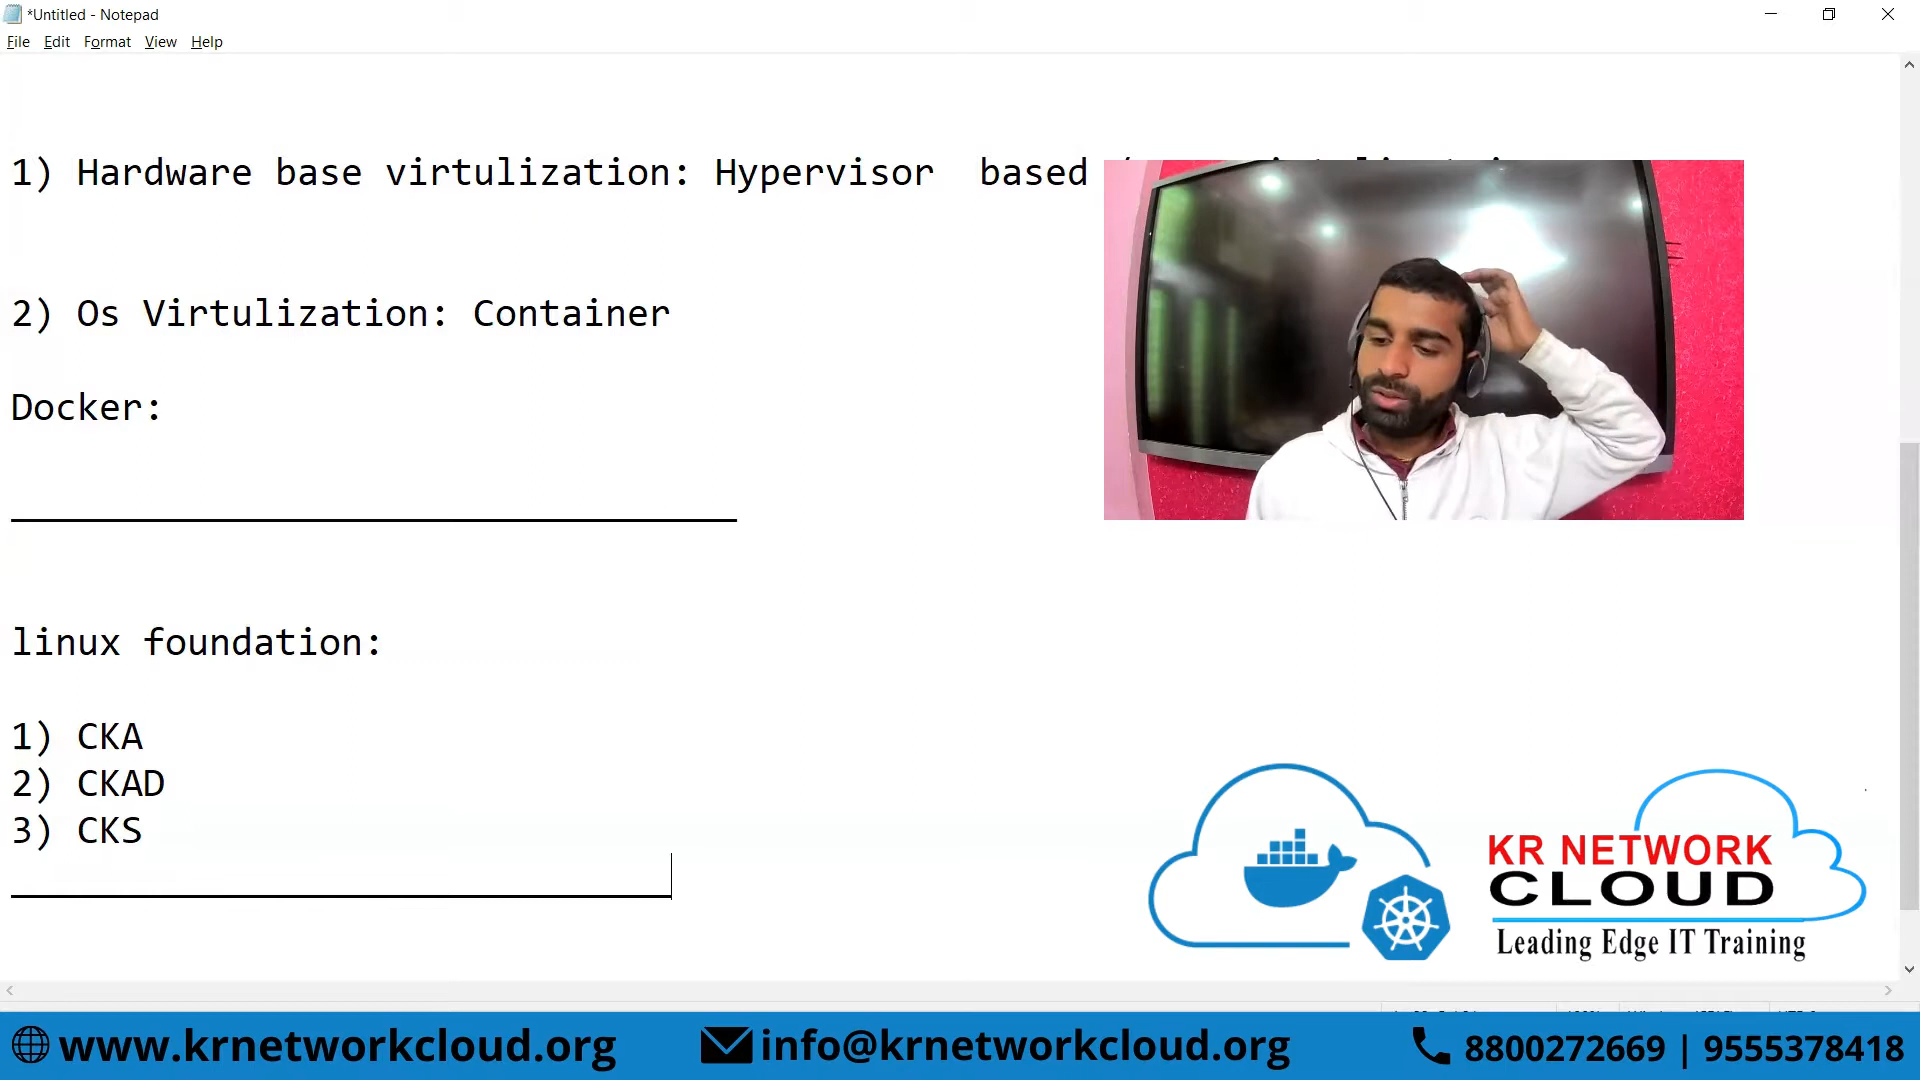 *Untitled - Notepad
File Edit Format View Help
1) Hardware base virtulization: Hypervisor  based
2) Os Virtulization: Container
Docker:
linux foundation:
1) CKA
2) CKAD
3) CKS
KR NETWORK
CLOUD
Leading Edge IT Training
www.krnetworkcloud.org info@krnetworkcloud.org 8800272669 | 9555378418